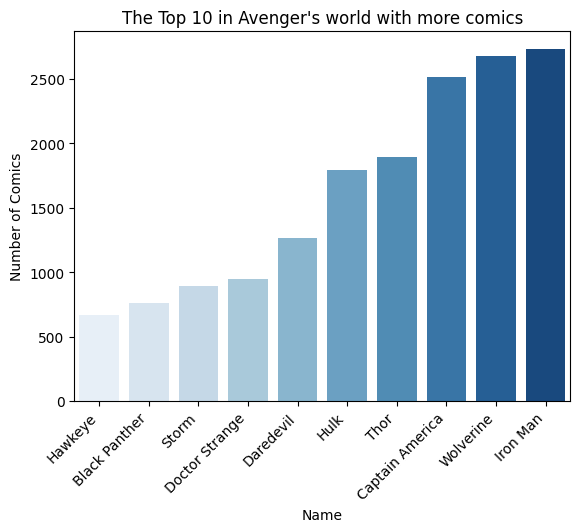 The Top 10 in Avenger's world with more comics
Number of Comics
2500
2000
1500
1000
500
0
Hawkeye
Black Panther
Storm
Doctor Strange
Daredevil
Hulk
Thor
Captain America
Wolverine
Iron Man
Name